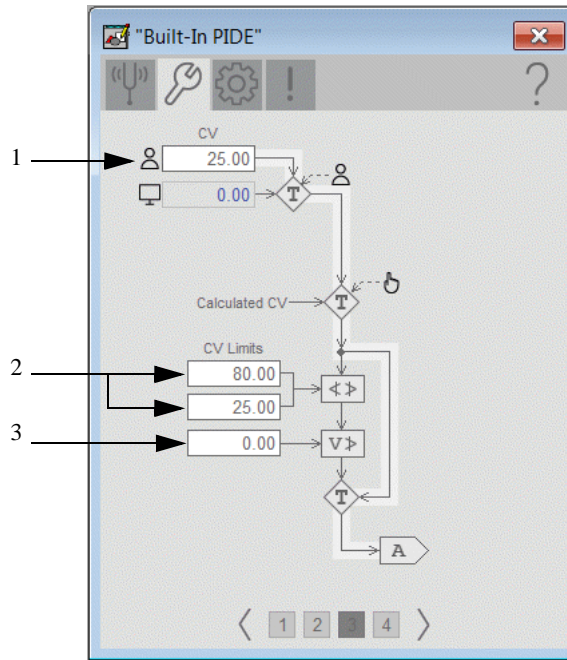 "Built-In PIDE"
CV
1
25.00
0.00
T
Calculated CV
T
CV Limits
2
80.00
25.00
3
0.00
V
T
A
1 2 3 4